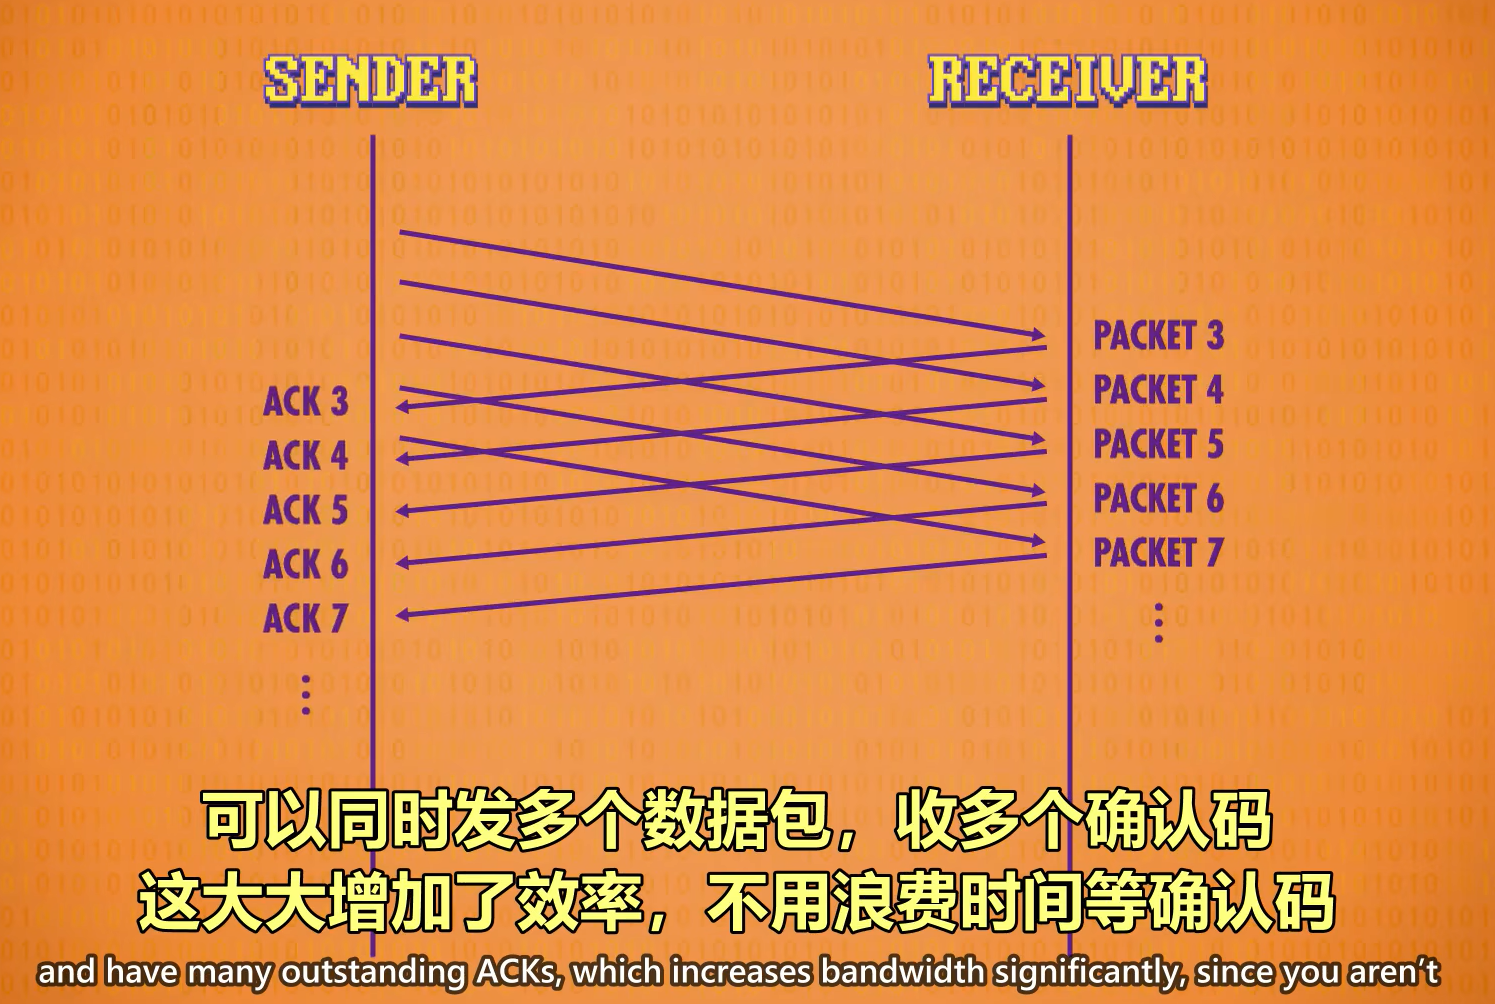 SENDER
RECEIVER
PACKET 3
PACKET 4
PACKET 5
PACKET 6
PACKET 7
ACK 3
ACK 4
ACK 5
ACK 6
ACK 7
可以同时发多个数据包，收多个确认码
这大大增加了效率，不用浪费时间等确认码
and have many outstanding ACKs, which increases bandwidth significantly, since you aren't